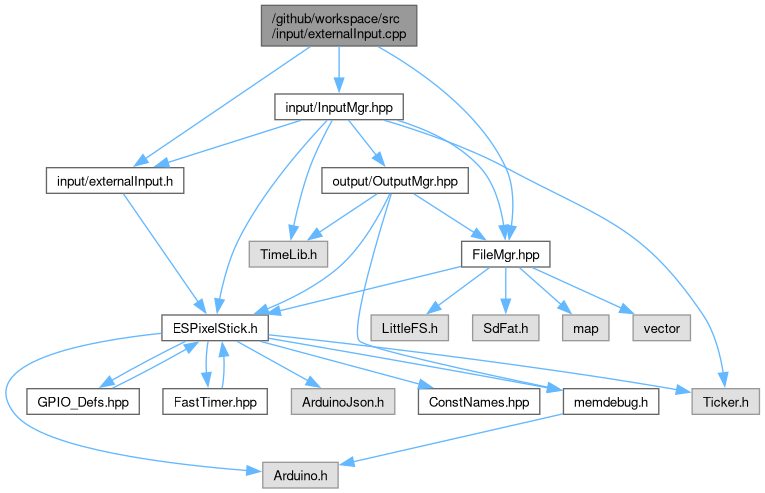 /github/workspace/src
/input/externalInput.cpp
input/InputMgr.hpp
input/externalInput.h
output/OutputMgr.hpp
TimeLib.h
FileMgr.hpp
ESPixelStick.h
LittleFS.h
SdFat.h
map
vector
GPIO_Defs.hpp
FastTimer.hpp
ArduinoJson.h
ConstNames.hpp
memdebug.h
Ticker.h
Arduino.h